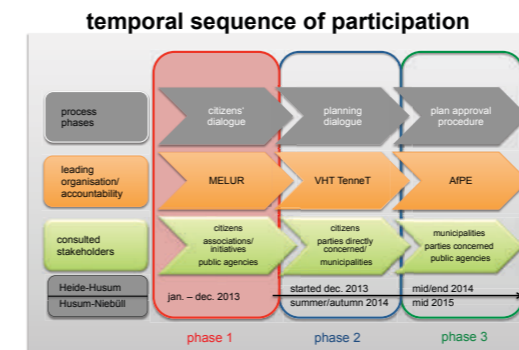 temporal sequence of participation
process
phases
citizens'
dialogue
planning
dialogue
plan approval
procedure
leading
organisation/
accountability
MELUR
VHT TenneT
AfPE
consulted
stakeholders
citizens
associations/
initiatives
public agencies
citizens
parties directly
concerned/
municipalities
municipalities
parties concerned
public agencies
Heide-Husum
Husum-Niebüll
jan. – dec. 2013
started dec. 2013
summer/autumn 2014
mid/end 2014
mid 2015
phase 1
phase 2
phase 3